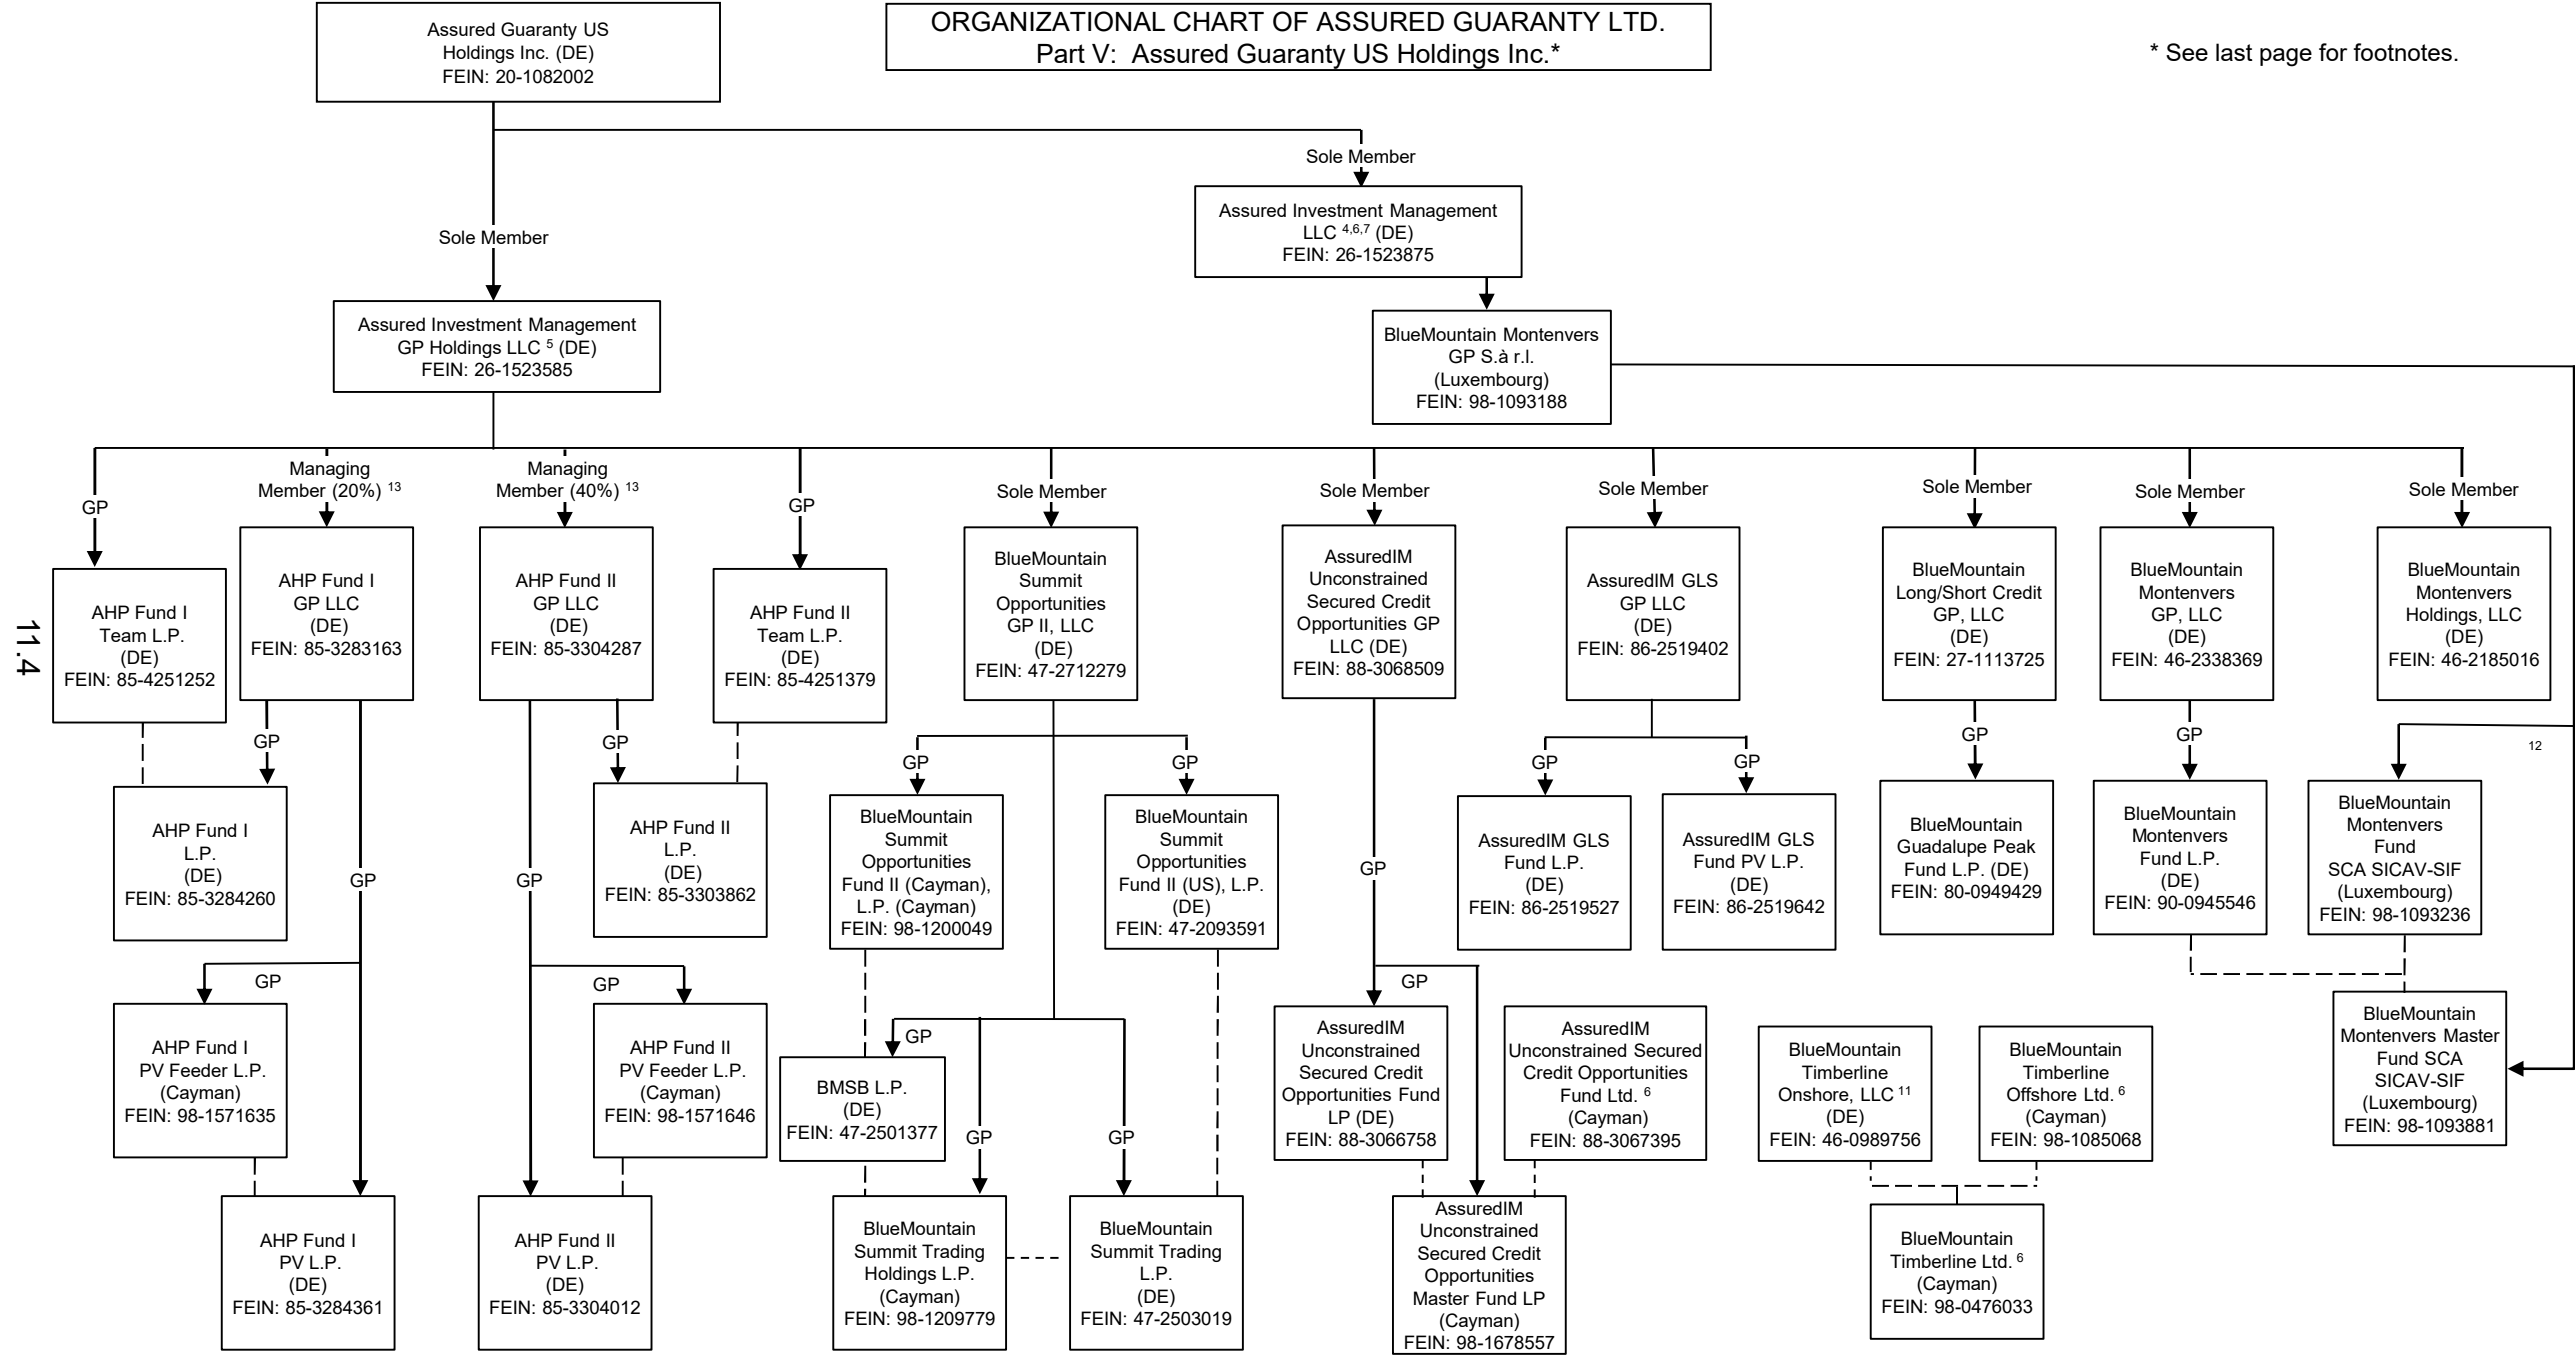 Assured Guaranty US
Holdings Inc. (DE)
FEIN: 20-1082002
ORGANIZATIONAL CHART OF ASSURED GUARANTY LTD.
Part V:  Assured Guaranty US Holdings Inc.*
* See last page for footnotes.
Sole Member
Assured Investment Management
LLC 4,6,7 (DE)
FEIN: 26-1523875
Sole Member
Assured Investment Management
GP Holdings LLC 5 (DE)
FEIN: 26-1523585
BlueMountain Montenvers
GP S.à r.l.
(Luxembourg)
FEIN: 98-1093188
GP
Managing
Member (20%) 13
Managing
Member (40%) 13
GP
Sole Member
Sole Member
Sole Member
Sole Member
Sole Member
Sole Member
11.4
AHP Fund I
Team L.P.
(DE)
FEIN: 85-4251252
AHP Fund I
GP LLC
(DE)
FEIN: 85-3283163
AHP Fund II
GP LLC
(DE)
FEIN: 85-3304287
AHP Fund II
Team L.P.
(DE)
FEIN: 85-4251379
BlueMountain
Summit
Opportunities
GP II, LLC
(DE)
FEIN: 47-2712279
AssuredIM
Unconstrained
Secured Credit
Opportunities GP
LLC (DE)
FEIN: 88-3068509
AssuredIM GLS
GP LLC
(DE)
FEIN: 86-2519402
BlueMountain
Long/Short Credit
GP, LLC
(DE)
FEIN: 27-1113725
BlueMountain
Montenvers
GP, LLC
(DE)
FEIN: 46-2338369
BlueMountain
Montenvers
Holdings, LLC
(DE)
FEIN: 46-2185016
GP
GP
GP
GP
GP
GP
GP
GP
12
AHP Fund I
L.P.
(DE)
FEIN: 85-3284260
GP
GP
AHP Fund II
L.P.
(DE)
FEIN: 85-3303862
BlueMountain
Summit
Opportunities
Fund II (Cayman),
L.P. (Cayman)
FEIN: 98-1200049
BlueMountain
Summit
Opportunities
Fund II (US), L.P.
(DE)
FEIN: 47-2093591
GP
AssuredIM GLS
Fund L.P.
(DE)
FEIN: 86-2519527
AssuredIM GLS
Fund PV L.P.
(DE)
FEIN: 86-2519642
BlueMountain
Guadalupe Peak
Fund L.P. (DE)
FEIN: 80-0949429
BlueMountain
Montenvers
Fund L.P.
(DE)
FEIN: 90-0945546
BlueMountain
Montenvers
Fund
SCA SICAV-SIF
(Luxembourg)
FEIN: 98-1093236
GP
GP
GP
GP
AHP Fund I
PV Feeder L.P.
(Cayman)
FEIN: 98-1571635
AHP Fund II
PV Feeder L.P.
(Cayman)
FEIN: 98-1571646
BMSB L.P.
(DE)
FEIN: 47-2501377
GP
GP
AssuredIM
Unconstrained
Secured Credit
Opportunities Fund
LP (DE)
FEIN: 88-3066758
AssuredIM
Unconstrained Secured
Credit Opportunities
Fund Ltd. 6
(Cayman)
FEIN: 88-3067395
BlueMountain
Timberline
Onshore, LLC 11
(DE)
FEIN: 46-0989756
BlueMountain
Timberline
Offshore Ltd. 6
(Cayman)
FEIN: 98-1085068
BlueMountain
Montenvers Master
Fund SCA
SICAV-SIF
(Luxembourg)
FEIN: 98-1093881
AHP Fund I
PV L.P.
(DE)
FEIN: 85-3284361
AHP Fund II
PV L.P.
(DE)
FEIN: 85-3304012
BlueMountain
Summit Trading
Holdings L.P.
(Cayman)
FEIN: 98-1209779
BlueMountain
Summit Trading
L.P.
(DE)
FEIN: 47-2503019
AssuredIM
Unconstrained
Secured Credit
Opportunities
Master Fund LP
(Cayman)
FEIN: 98-1678557
BlueMountain
Timberline Ltd. 6
(Cayman)
FEIN: 98-0476033